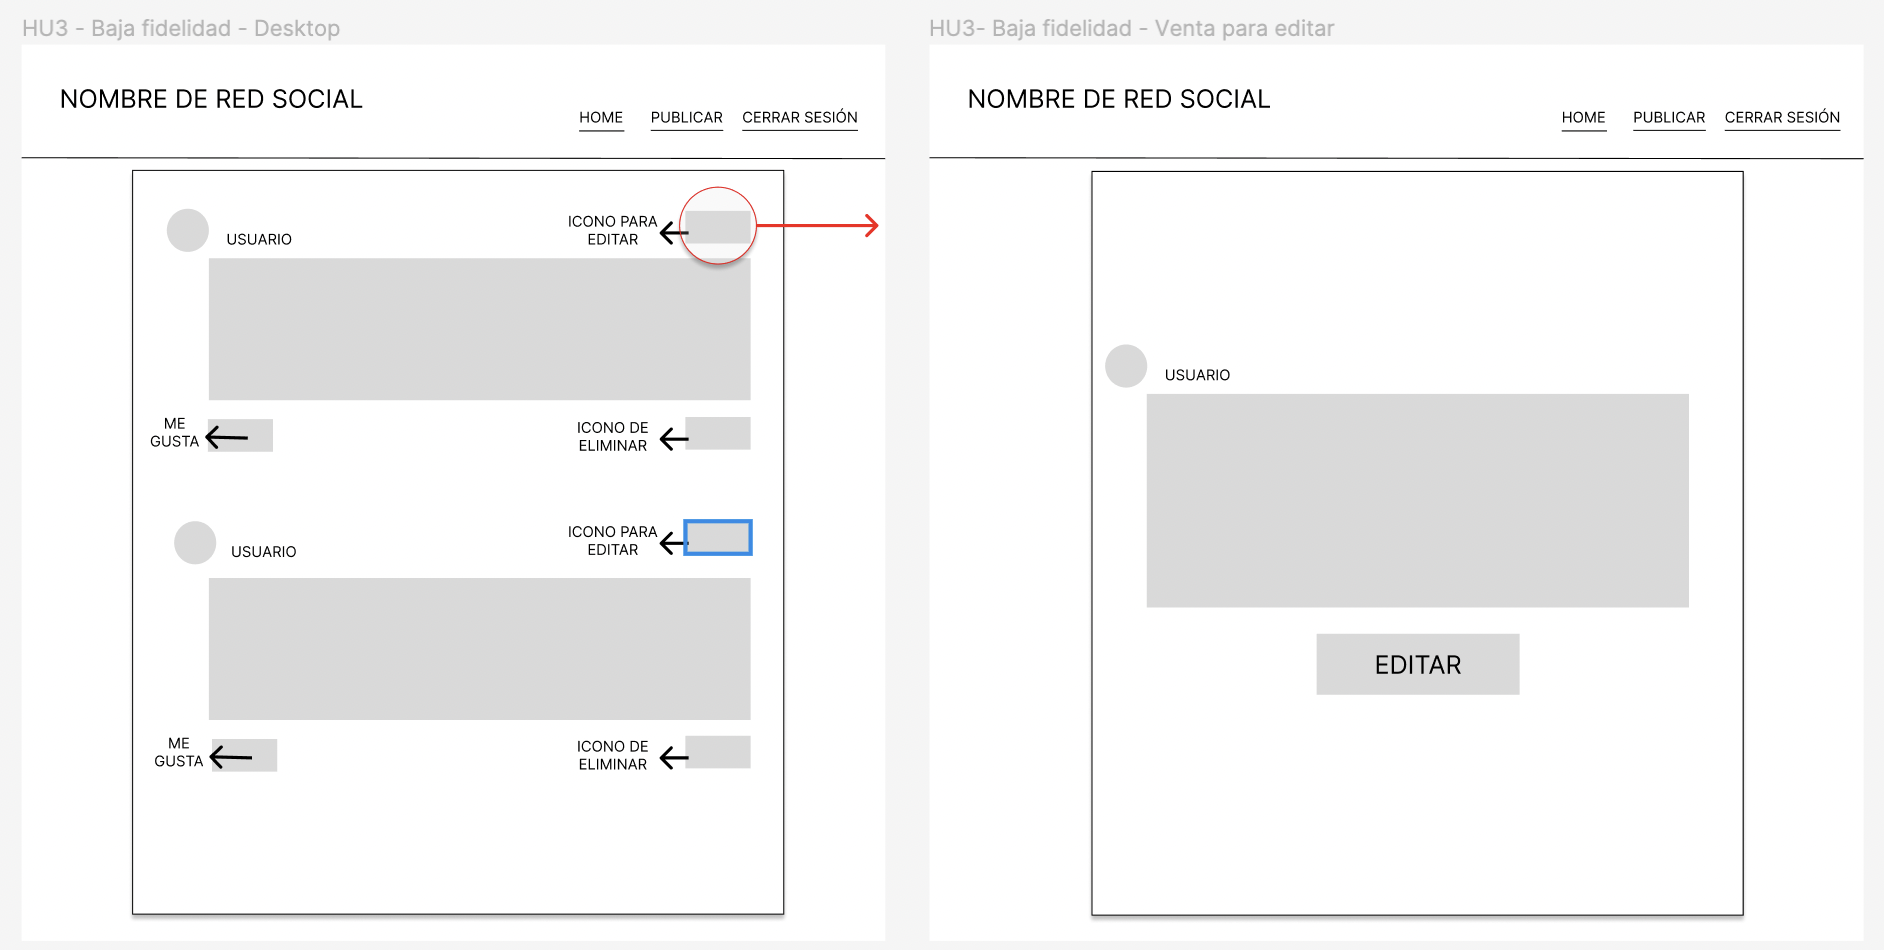 HU3 - Baja fidelidad - Desktop
NOMBRE DE RED SOCIAL
HOME PUBLICAR CERRAR SESIÓN
USUARIO
ICONO PARA
EDITAR
ME
GUSTA
ICONO DE
ELIMINAR
USUARIO
ICONO PARA
EDITAR
ME
GUSTA
ICONO DE
ELIMINAR
HU3- Baja fidelidad - Venta para editar
NOMBRE DE RED SOCIAL
HOME PUBLICAR CERRAR SESIÓN
USUARIO
EDITAR